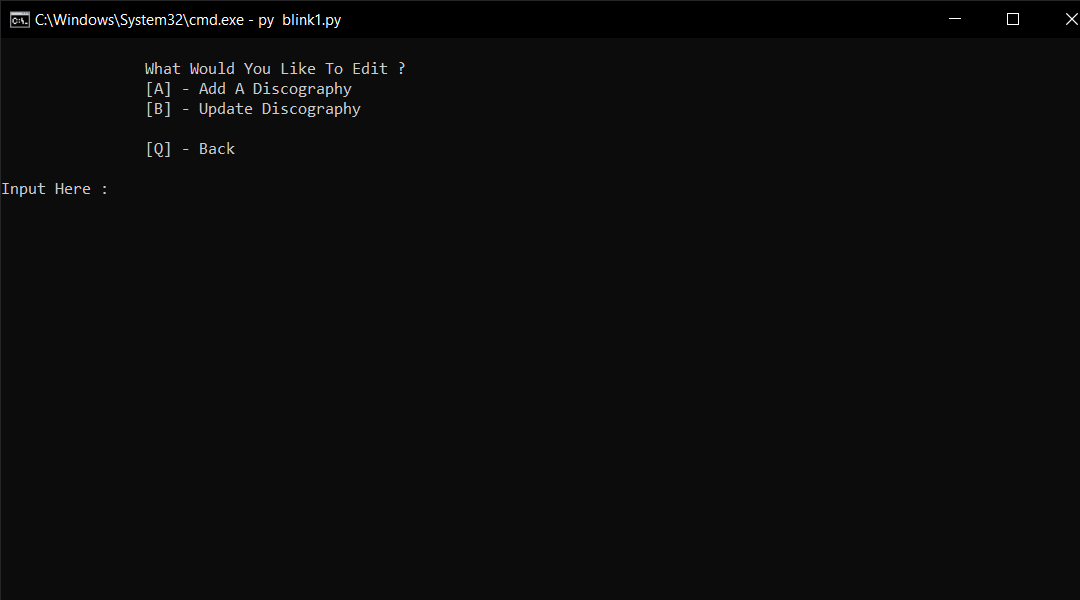 C:\Windows\System32\cmd.exe - py  blink1.py
What Would You Like To Edit ?
[A] - Add A Discography
[B] - Update Discography
[Q] - Back
Input Here :